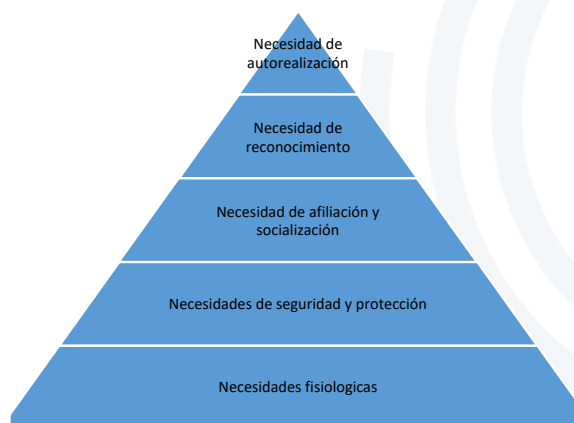 Necesidad de
autorealización
Necesidad de
reconocimiento
Necesidad de afiliación y
socialización
Necesidades de seguridad y protección
Necesidades fisiologicas